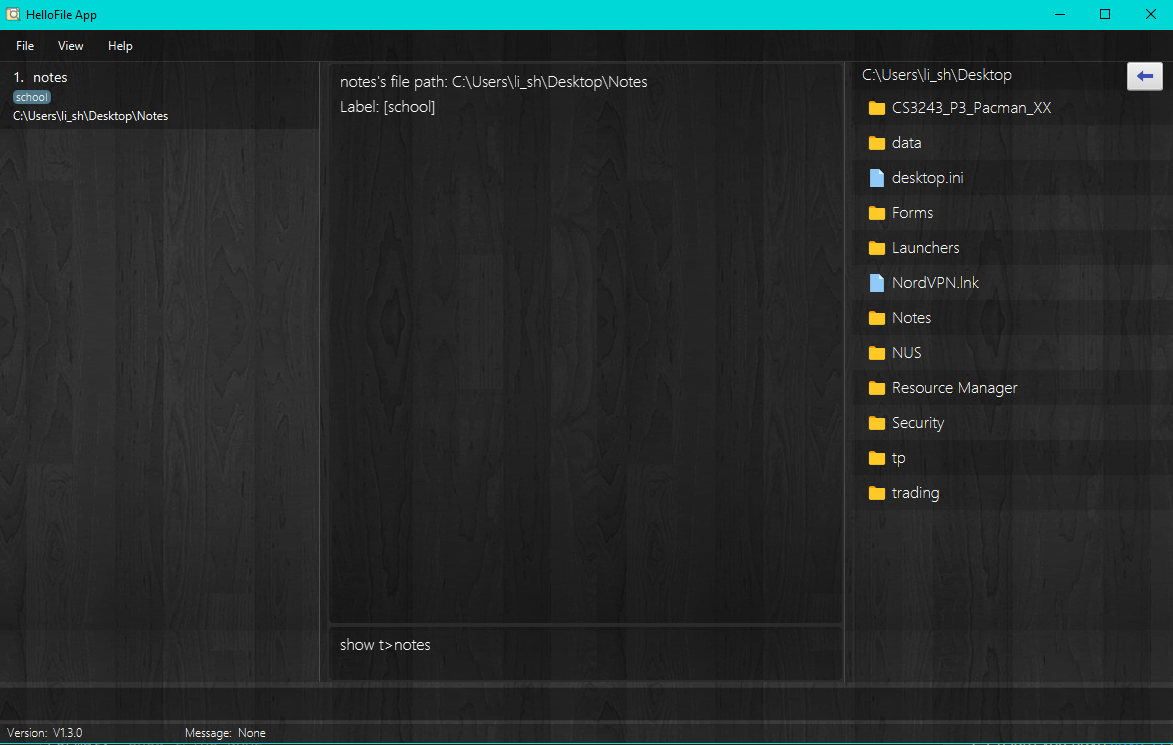 HelloFile App
File View Help
1. notes
school
C:\Users\li_sh\Desktop\Notes
notes's file path: C:\Users\li_sh\Desktop\Notes
Label: [school]
show t>notes
C:\Users\li_sh\Desktop
CS3243_P3_Pacman_XX
data
desktop.ini
Forms
Launchers
NordVPN.lnk
Notes
NUS
Resource Manager
Security
tp
trading
Version: V1.3.0 Message: None